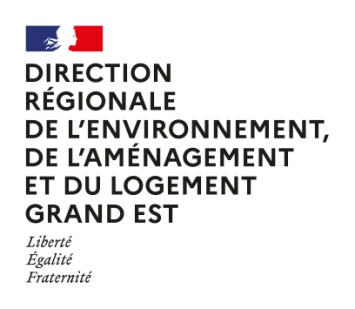 DIRECTION
RÉGIONALE
DE L'ENVIRONNEMENT,
DE L'AMÉNAGEMENT
ET DU LOGEMENT
GRAND EST
Liberté
Égalité
Fraternité